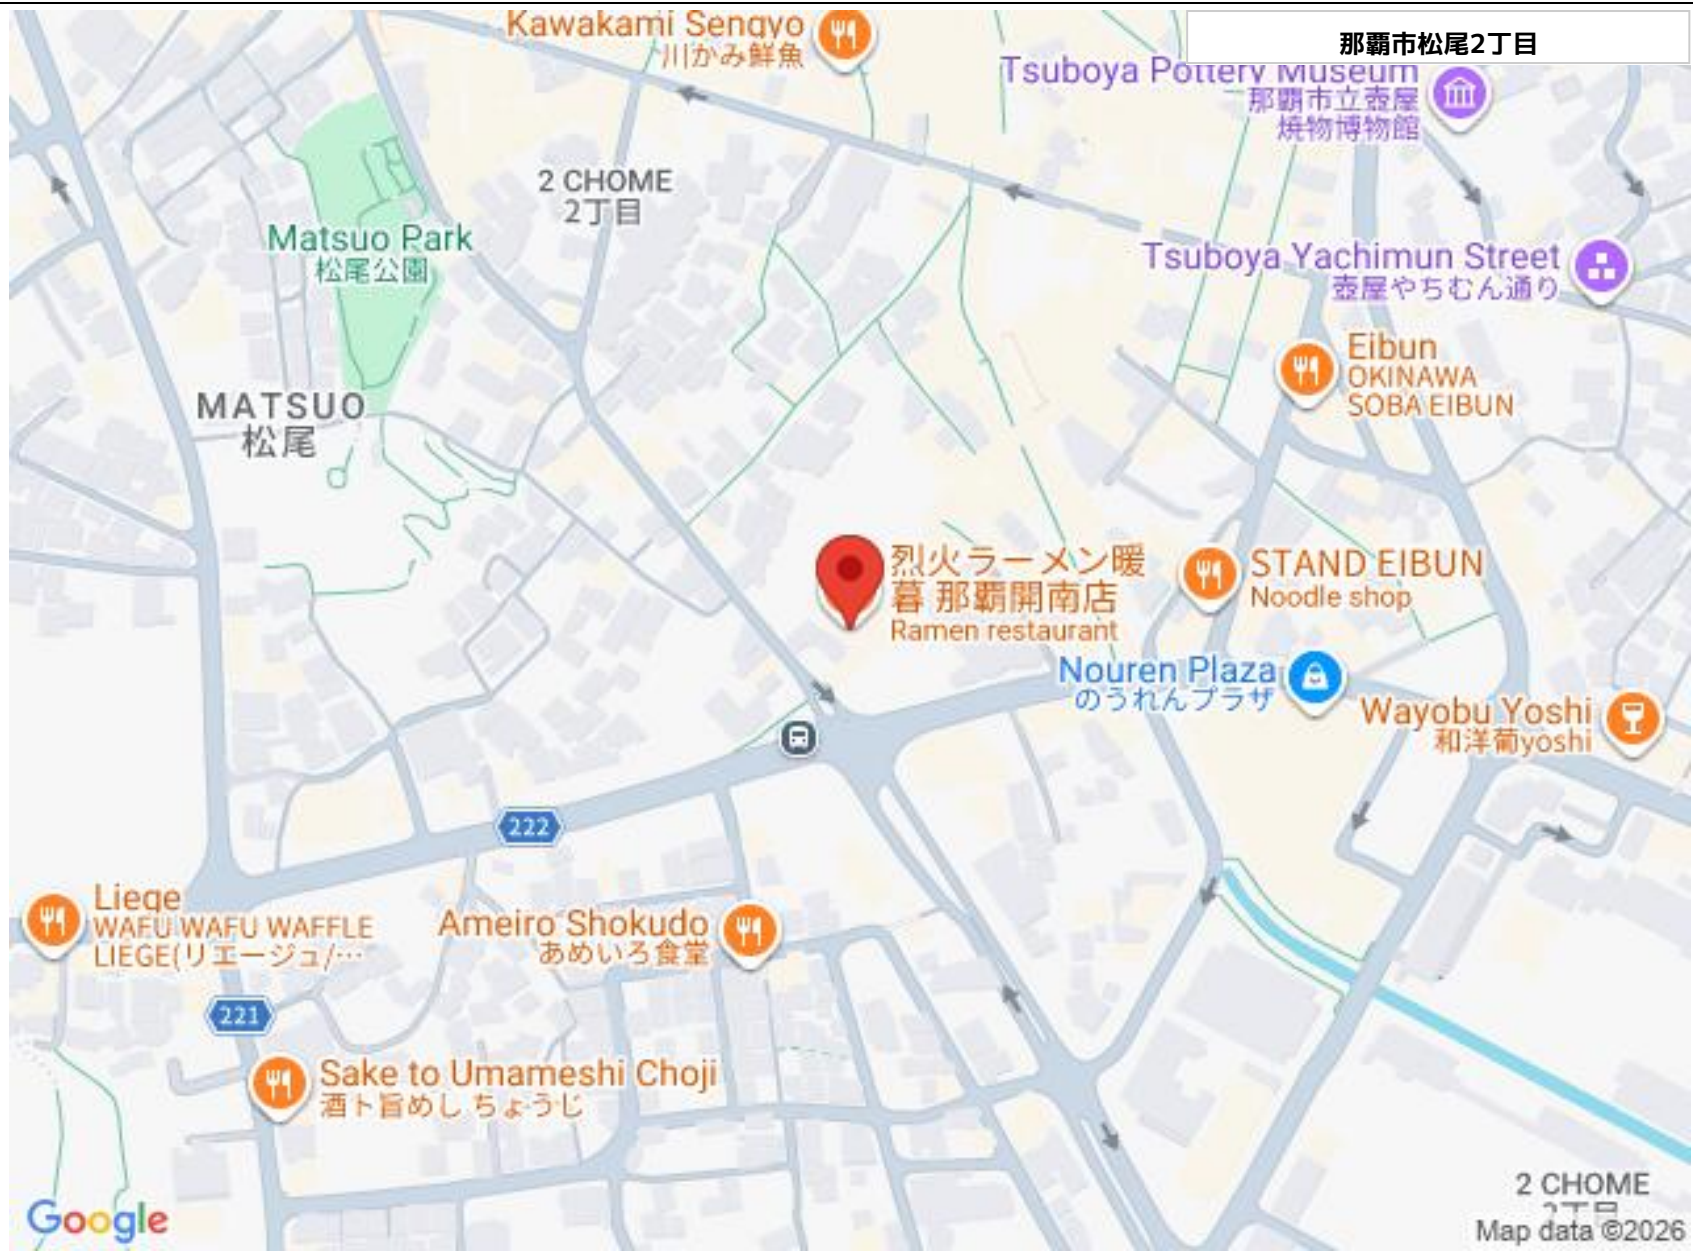 Kawakami Sengyo
川かみ鮮魚
那覇市松尾2丁目
Tsuboya Pottery Museum
那覇市立壺屋
焼物博物館
2 CHOME
2丁目
Matsuo Park
松尾公園
Tsuboya Yachimun Street
壺屋やちむん通り
Eibun
OKINAWA
SOBA EIBUN
MATSUO
松尾
烈火ラーメン暖
暮 那覇開南店
Ramen restaurant
STAND EIBUN
Noodle shop
Nouren Plaza
のうれんプラザ
Wayobu Yoshi
和洋葡yoshi
222
Liege
WAFU WAFU WAFFLE
LIEGE(リエージュ/…
Ameiro Shokudo
あめいろ食堂
221
Sake to Umameshi Choji
酒ト旨めし ちょうじ
2 CHOME
2丁目
Google
Map data ©2026